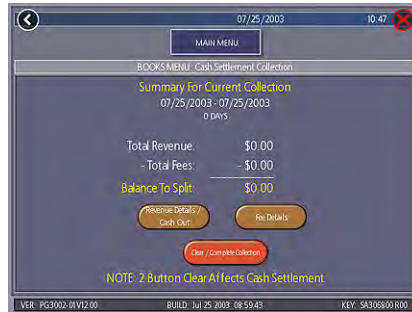 07/25/2003 10:47
MAIN MENU
BOOKS MENU: Cash Settlement Collection
Summary For Current Collection
07/25/2003 - 07/25/2003
0 DAYS
Total Revenue: $0.00
- Total Fees: - $0.00
Balance To Split: $0.00
Revenue Details / Cash Out
Fee Details
Clear / Complete Collection
NOTE: 2 Button Clear Affects Cash Settlement
VER: PG3002-01V12.00 BUILD: Jul 25 2003 08:59:43 KEY: SA306800 R00